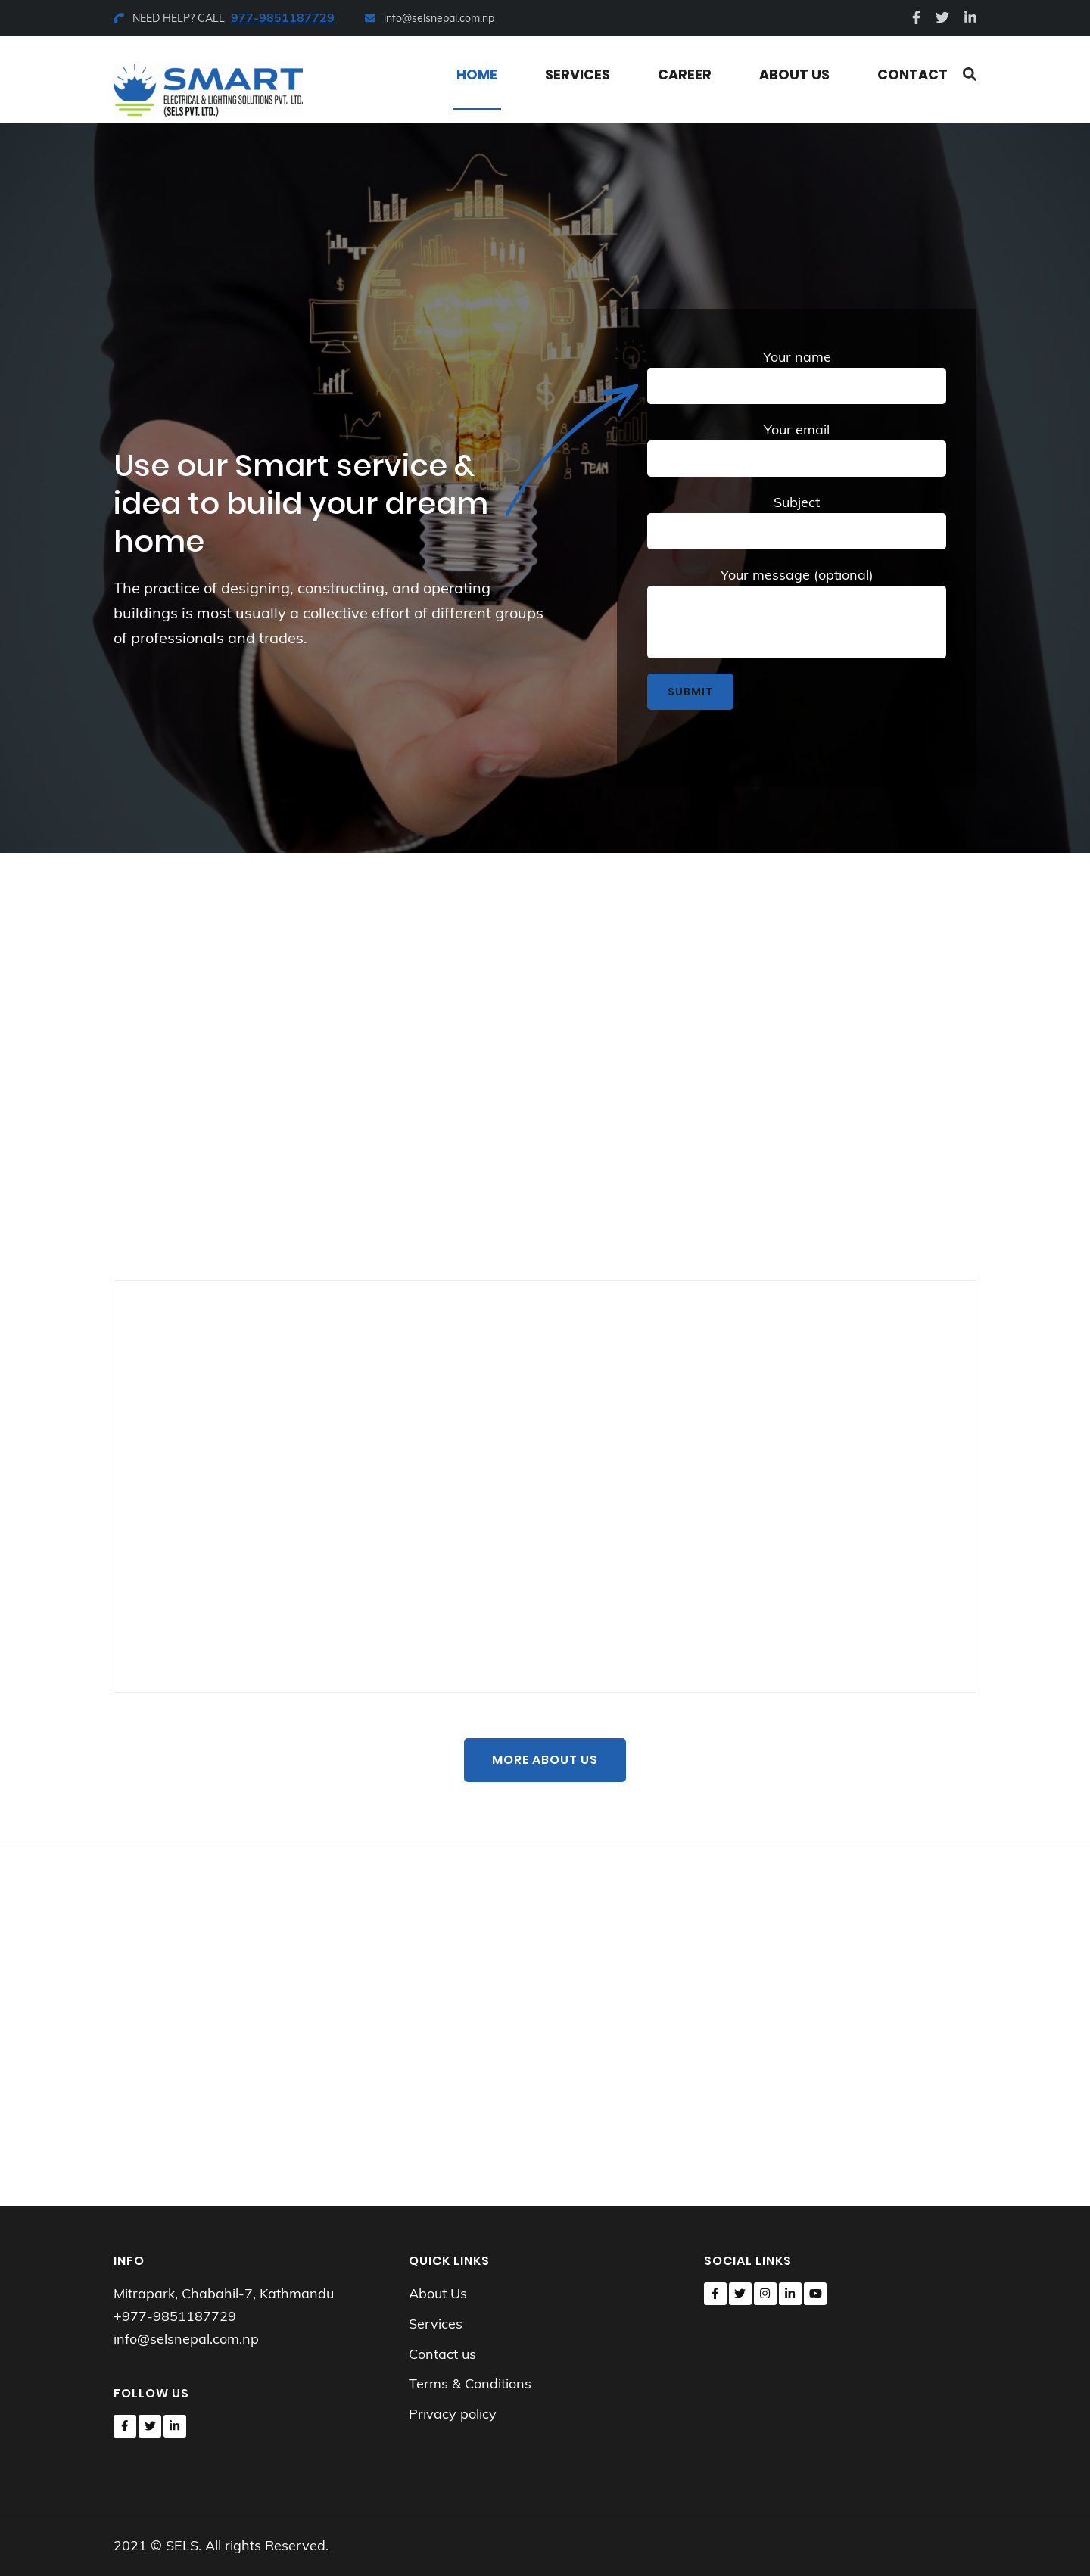 NEED HELP? CALL 977-9851187729 info@selsnepal.com.np
SMART
ELECTRICAL & LIGHTING SOLUTIONS PVT. LTD.
(SELS PVT. LTD.)
HOME SERVICES CAREER ABOUT US CONTACT
Your name
Your email
Use our Smart service &
idea to build your dream
home
TEAM
Subject
The practice of designing, constructing, and operating
buildings is most usually a collective effort of different groups
of professionals and trades.
Your message (optional)
SUBMIT
MORE ABOUT US
INFO
Mitrapark, Chabahil-7, Kathmandu
+977-9851187729
info@selsnepal.com.np
FOLLOW US
QUICK LINKS
About Us
Services
Contact us
Terms & Conditions
Privacy policy
SOCIAL LINKS
2021 © SELS. All rights Reserved.